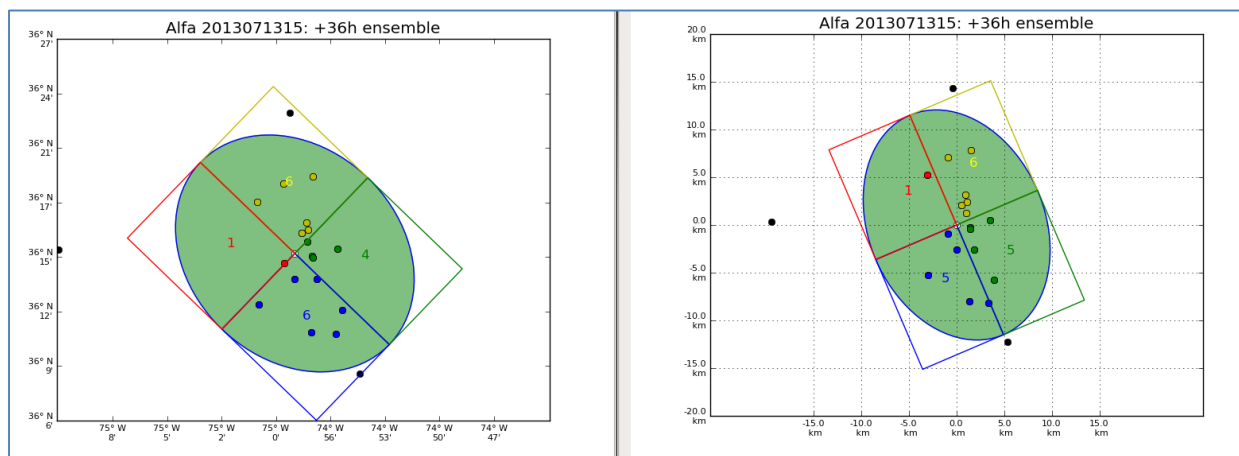 Alfa 2013071315: +36h ensemble
36° N
27'
36° N
24'
36° N
21'
36° N
18'
36° N
17'
36° N
15'
36° N
12'
36° N
9'
36° N
6'
6
1
4
6
75° W
8'
75° W
5'
75° W
2'
75° W
0'
74° W
56'
74° W
53'
74° W
50'
74° W
47'
Alfa 2013071315: +36h ensemble
20.0
km
15.0
km
10.0
km
5.0
km
0.0
km
-5.0
km
-10.0
km
-15.0
km
-20.0
km
6
1
5
5
-15.0
km
-10.0
km
-5.0
km
0.0
km
5.0
km
10.0
km
15.0
km